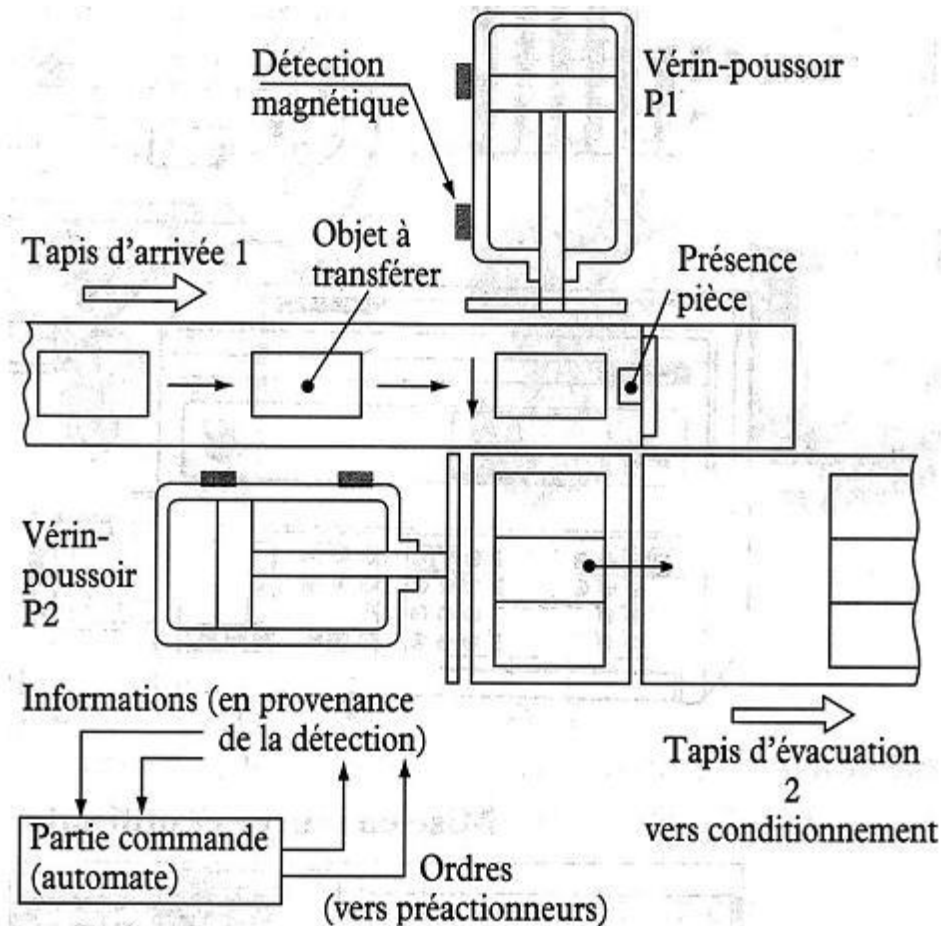 Détection
magnétique
Vérin-poussoir
P1
Tapis d'arrivée 1
Objet à
transférer
Présence
pièce
Vérin-
poussoir
P2
Informations (en provenance
de la détection)
Partie commande
(automate)
Ordres
(vers préactionneurs)
Tapis d'évacuation
2
vers conditionnement